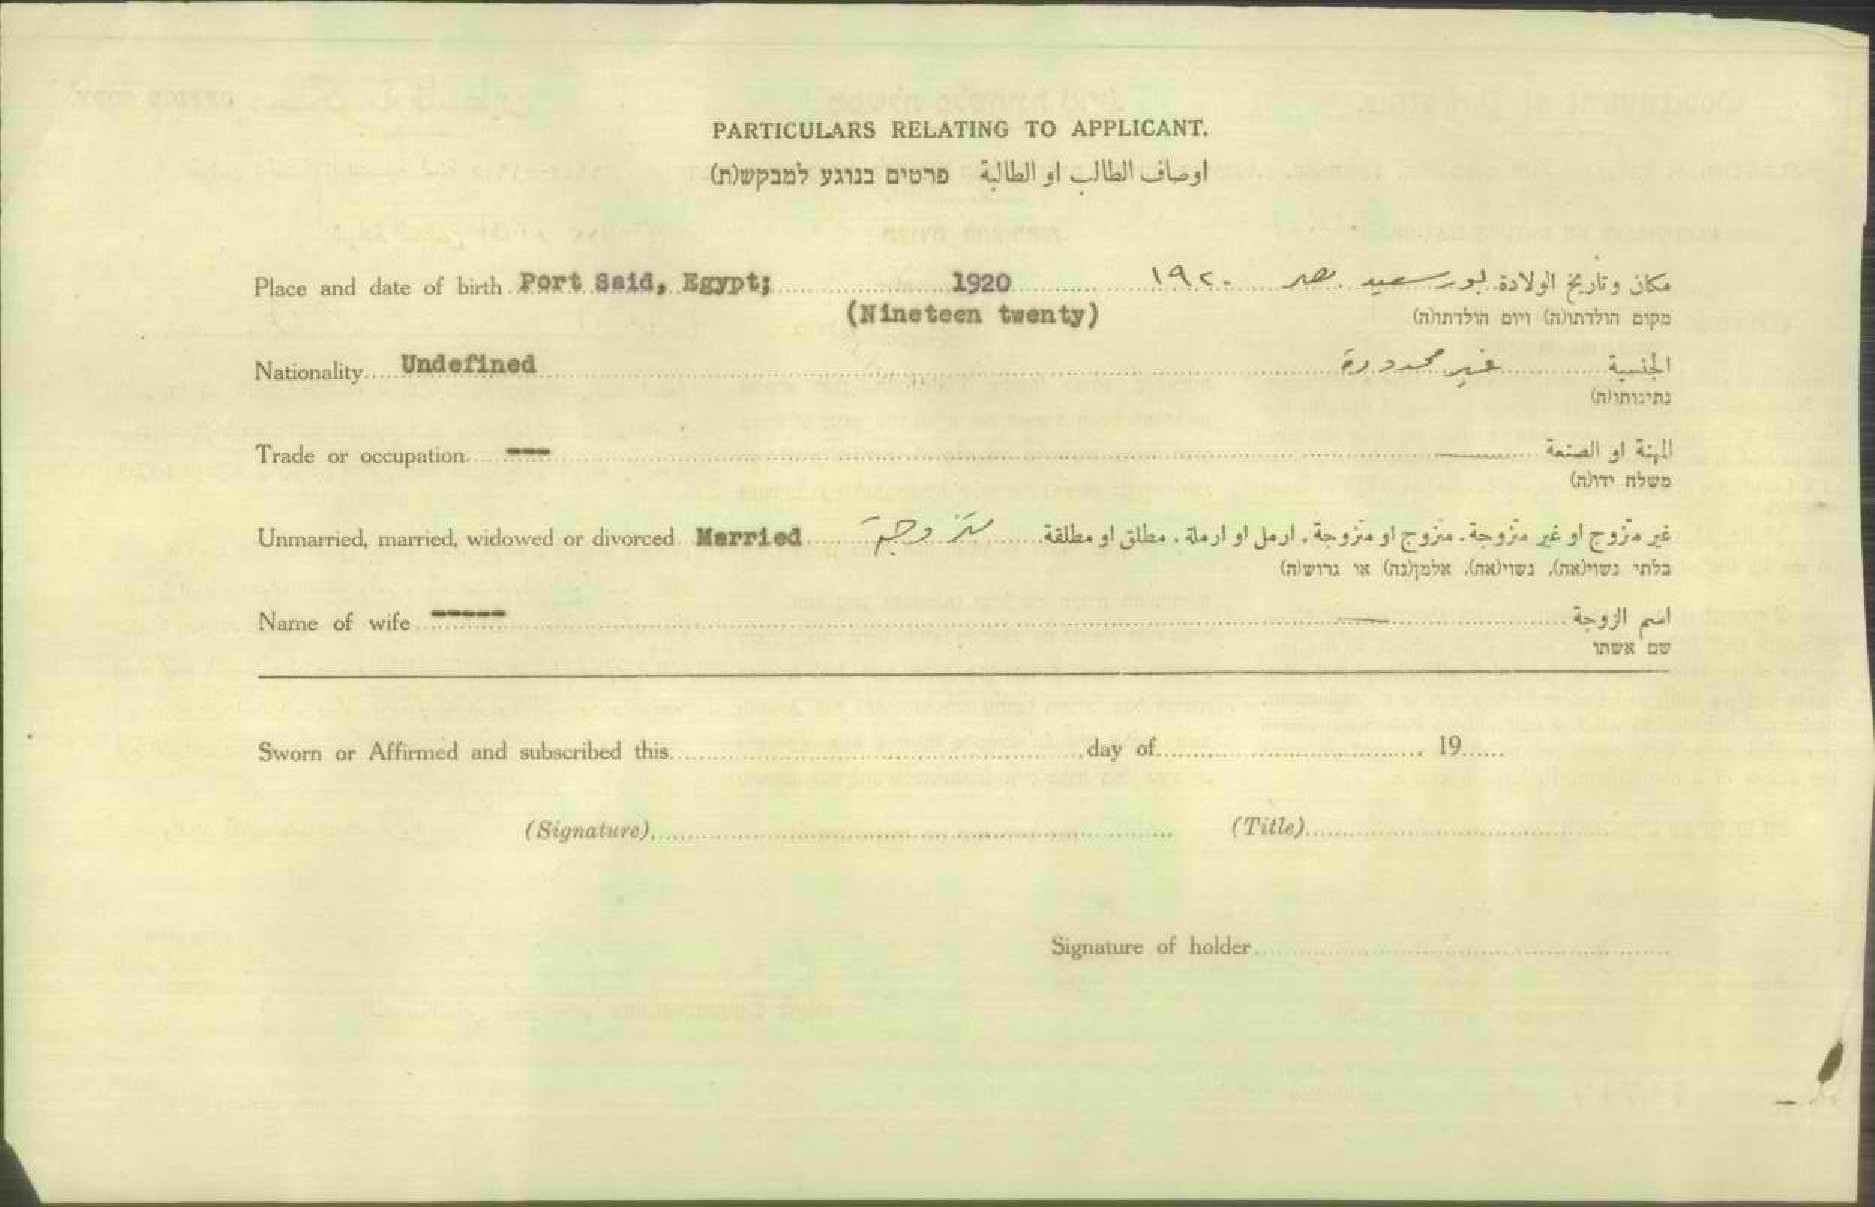 PARTICULARS RELATING TO APPLICANT.
اوصاف الطالب او الطالبة פרטים בנוגע למבקש(ת)
Place and date of birth Port Said, Egypt; 1920 مكان وتاريخ الولادة بور سعيد مصر ١٩٢٠
(Nineteen twenty) מקום הולדתו(ה) ויום הולדתו(ה)
Nationality Undefined الجنسية غير محدودة
נתינותו(ה)
Trade or occupation --- المهنة او الصنعة
משלח ידו(ה)
Unmarried, married, widowed or divorced Married غير متزوج او غير متزوجة، متزوج او متزوجة، ارمل او ارملة، مطلق او مطلقة متزوجة
בלתי נשוי(אה), נשוי(אה), אלמן(נה) או גרוש(ה)
Name of wife ----- اسم الزوجة
שם אשתו
Sworn or Affirmed and subscribed this day of 19
(Signature) (Title)
Signature of holder